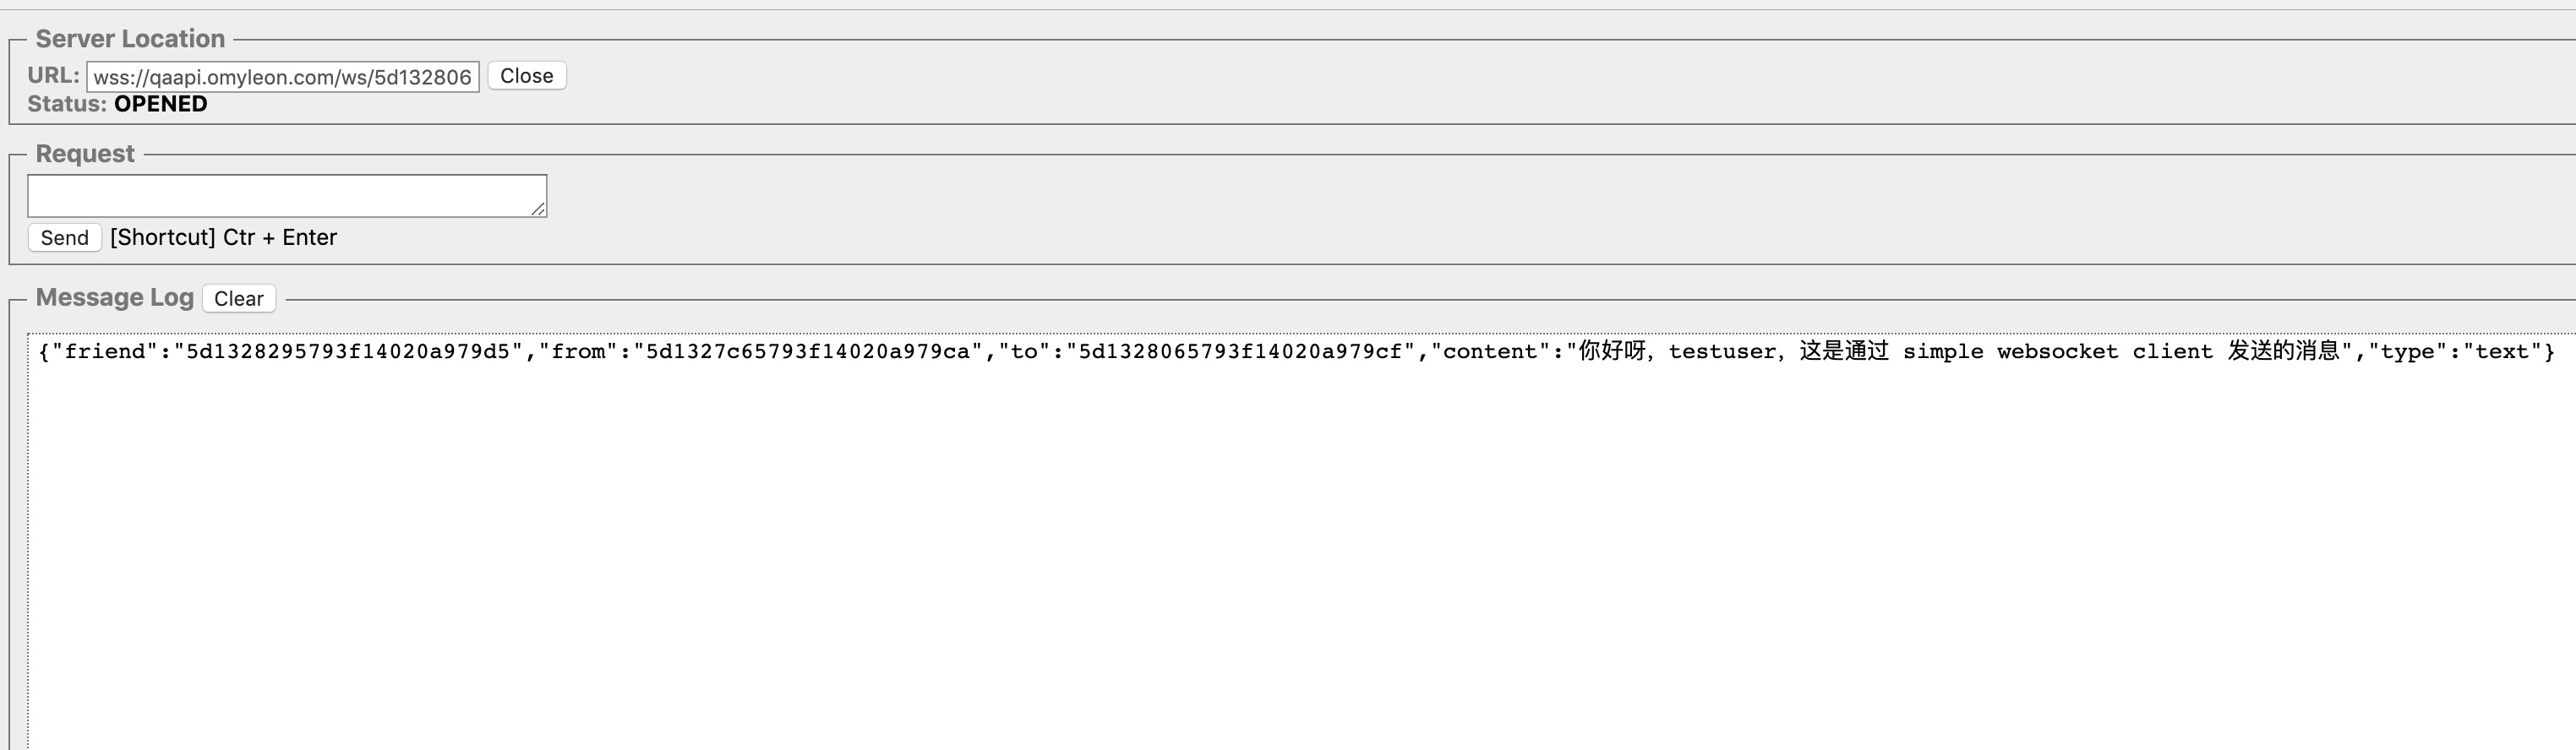 Server Location
URL: wss://qaapi.omyleon.com/ws/5d132806 Close
Status: OPENED
Request
Send [Shortcut] Ctr + Enter
Message Log Clear
{"friend":"5d1328295793f14020a979d5","from":"5d1327c65793f14020a979ca","to":"5d1328065793f14020a979cf","content":"你好呀，testuser，这是通过 simple websocket client 发送的消息","type":"text"}